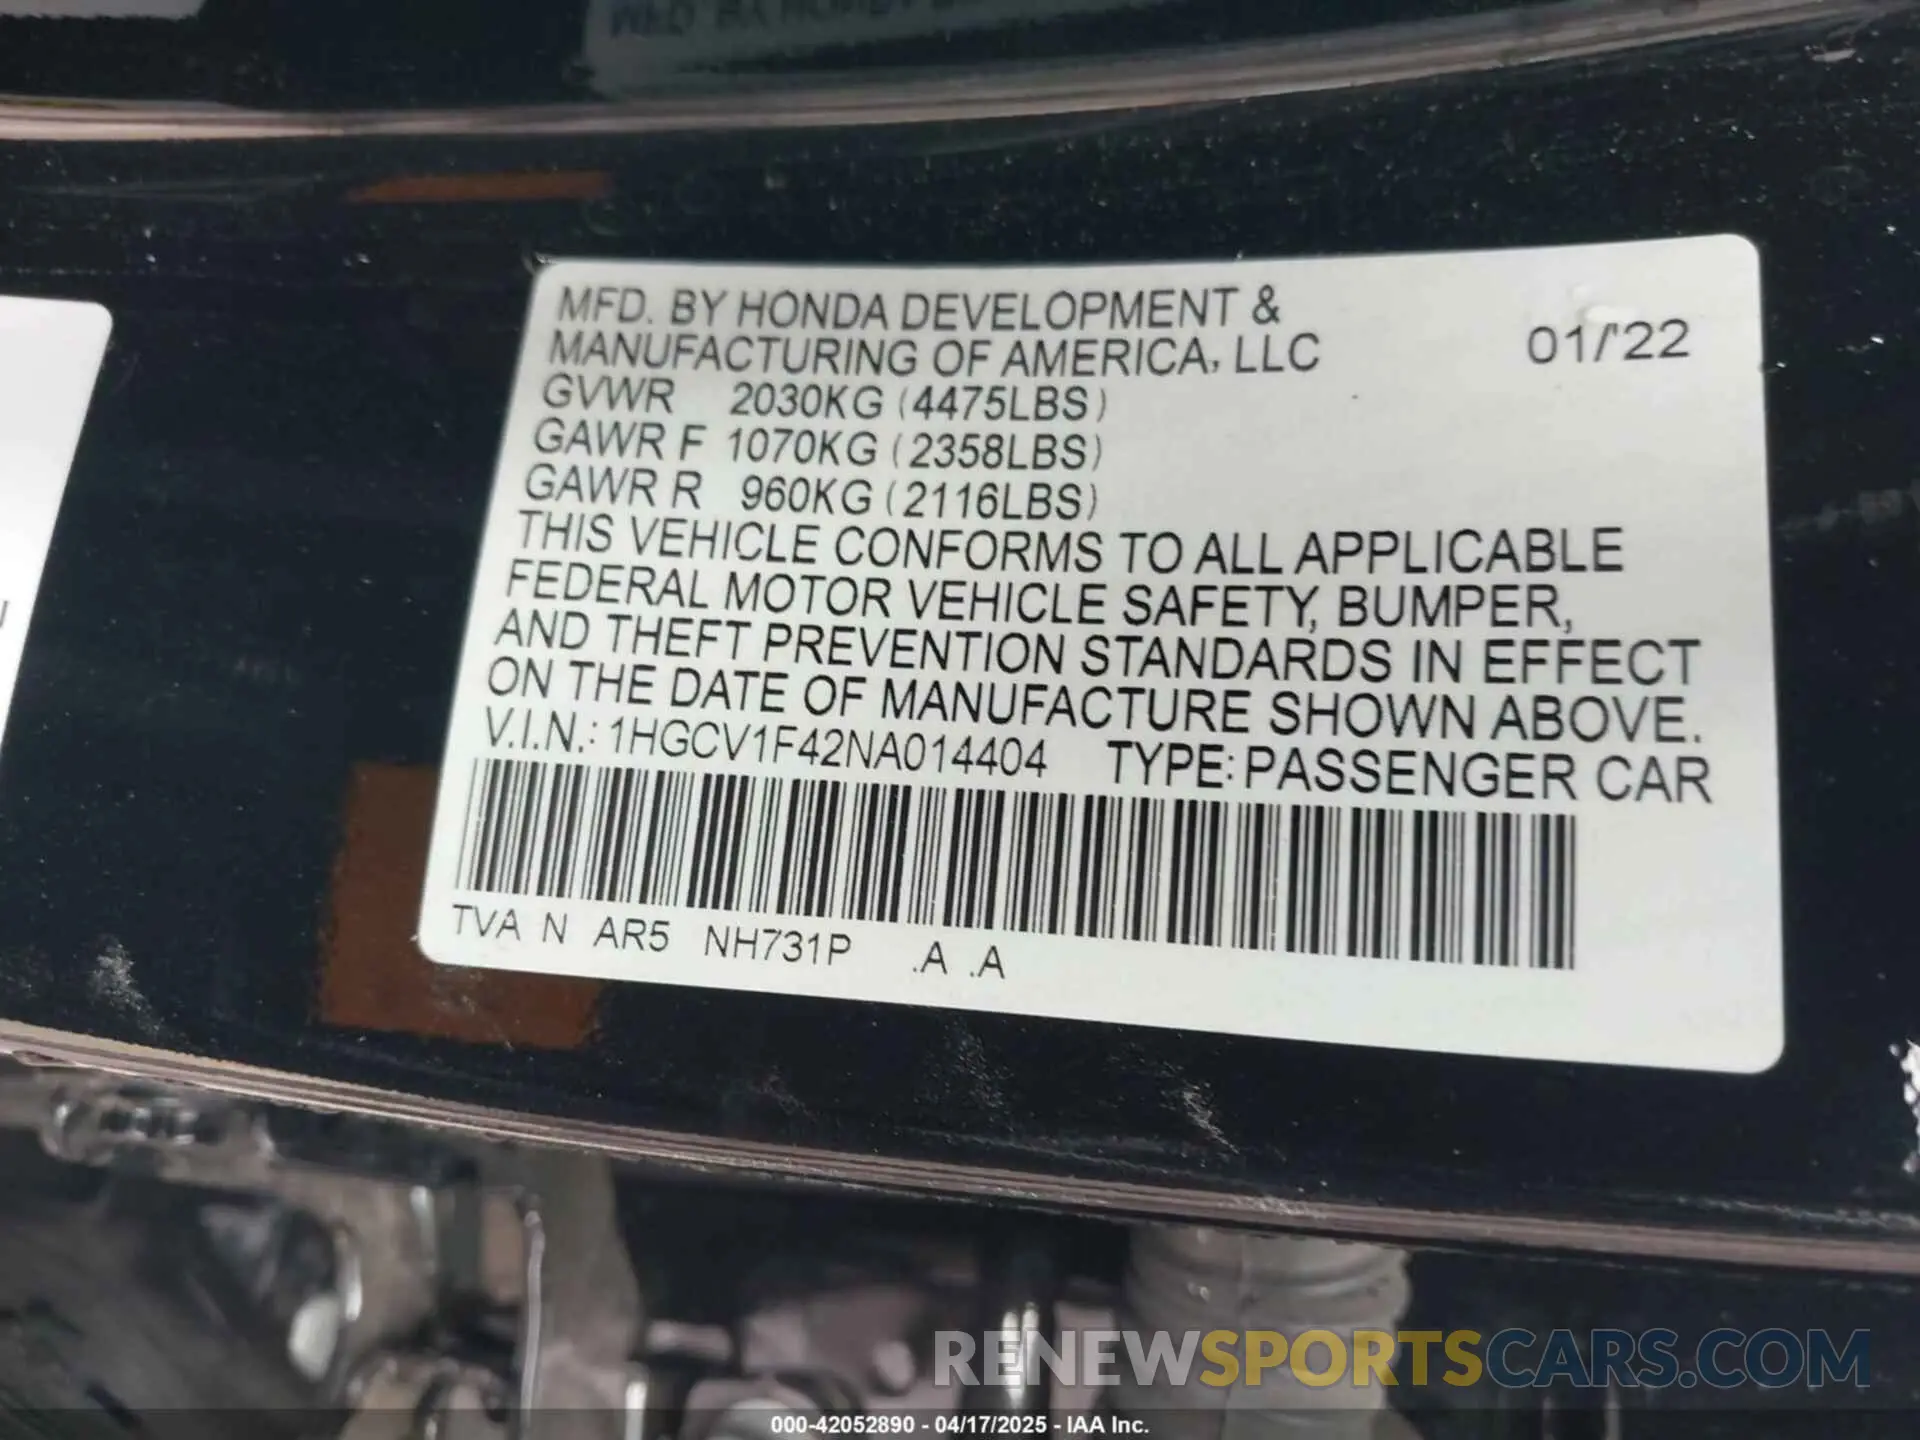 MFD. BY HONDA DEVELOPMENT &
MANUFACTURING OF AMERICA, LLC 01/'22
GVWR 2030KG (4475LBS)
GAWR F 1070KG (2358LBS)
GAWR R 960KG (2116LBS)
THIS VEHICLE CONFORMS TO ALL APPLICABLE
FEDERAL MOTOR VEHICLE SAFETY, BUMPER,
AND THEFT PREVENTION STANDARDS IN EFFECT
ON THE DATE OF MANUFACTURE SHOWN ABOVE.
V.I.N.: 1HGCV1F42NA014404 TYPE: PASSENGER CAR
TVA N AR5 NH731P .A .A
RENEWSPORTSCARS.COM
000-42052890 - 04/17/2025 - IAA Inc.